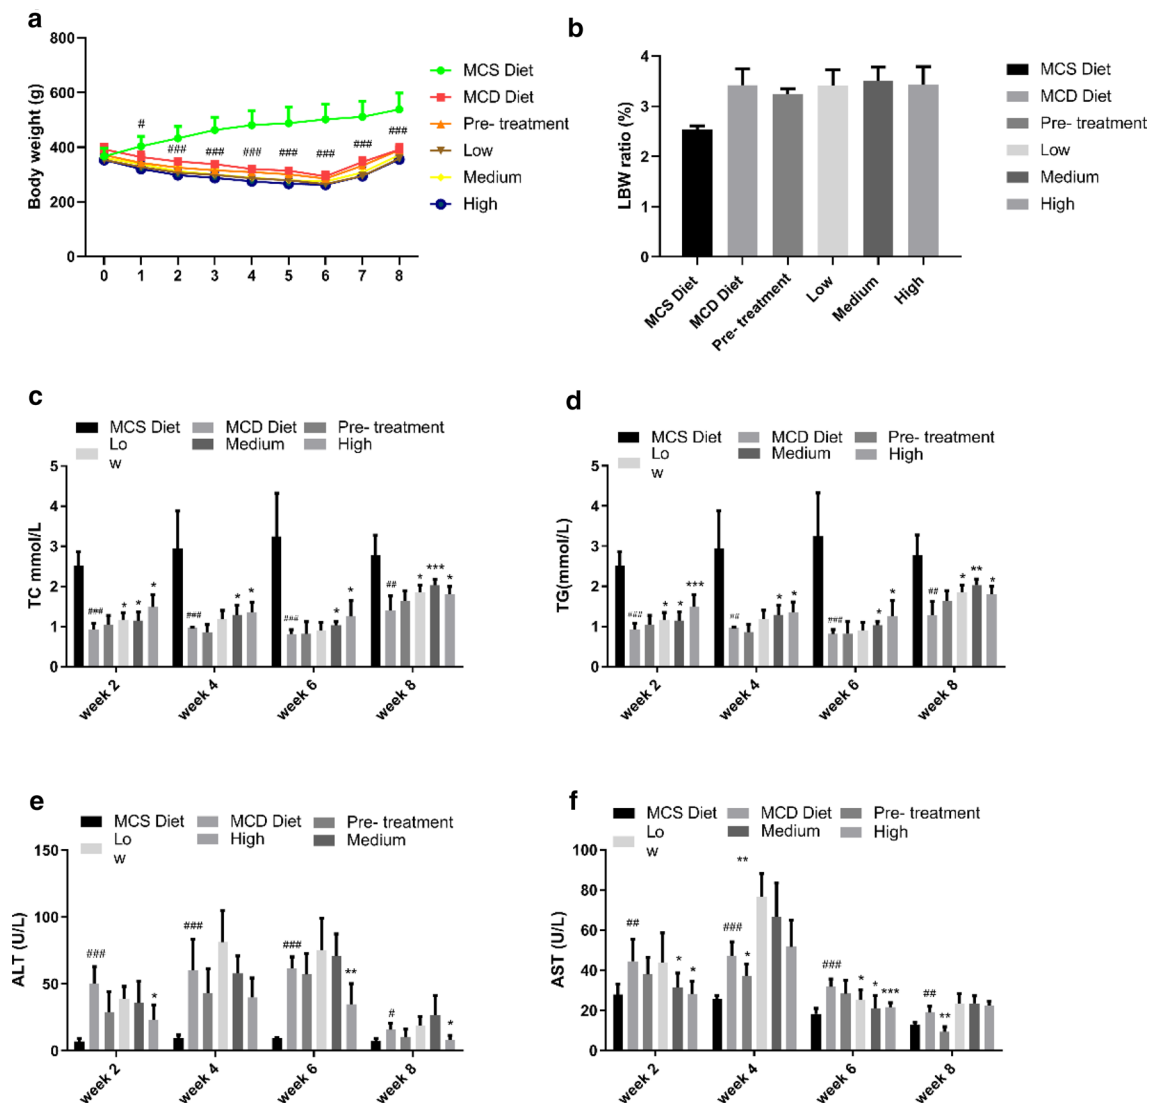 a
800
600
400
200
0
Body weight (g)
#
###
###
###
###
###
###
###
0 1 2 3 4 5 6 7 8
MCS Diet
MCD Diet
Pre- treatment
Low
Medium
High
b
4
3
2
1
0
LBW ratio (%)
MCS Diet
MCD Diet
Pre- treatment
Low
Medium
High
MCS Diet
MCD Diet
Pre- treatment
Low
Medium
High
c
MCS Diet MCD Diet Pre- treatment
Lo Medium High
w
5
4
3
2
1
0
TC mmol/L
### * * *
### * *
### * *
## * *** *
week 2 week 4 week 6 week 8
d
MCS Diet MCD Diet Pre- treatment
Lo Medium High
w
5
4
3
2
1
0
TG(mmol/L)
### * * ***
## * *
### * *
## * ** *
week 2 week 4 week 6 week 8
e
MCS Diet MCD Diet Pre- treatment
Lo High Medium
w
150
100
50
0
ALT (U/L)
### *
###
### **
# *
week 2 week 4 week 6 week 8
f
MCS Diet MCD Diet Pre- treatment
Lo Medium High
w
100
80
60
40
20
0
AST (U/L)
## * *
**
### *
### * * ***
## **
week 2 week 4 week 6 week 8